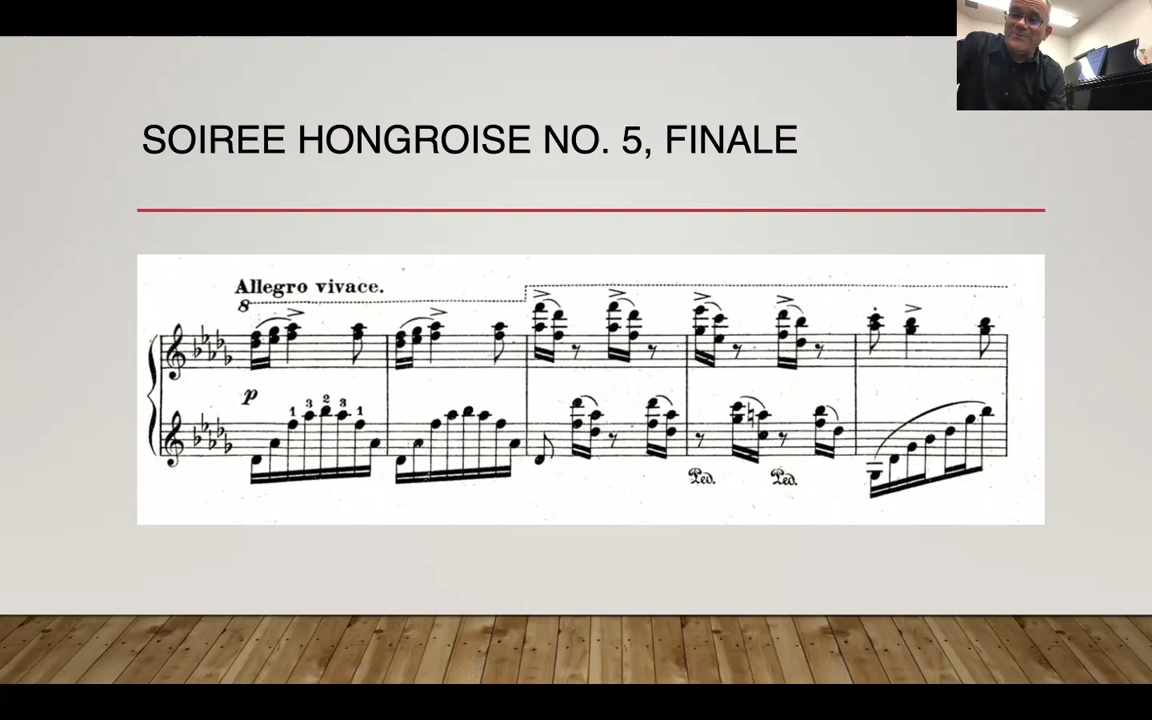 SOIREE HONGROISE NO. 5, FINALE
Allegro vivace.
8
p
1 3 2 3 1
Ped. Ped.